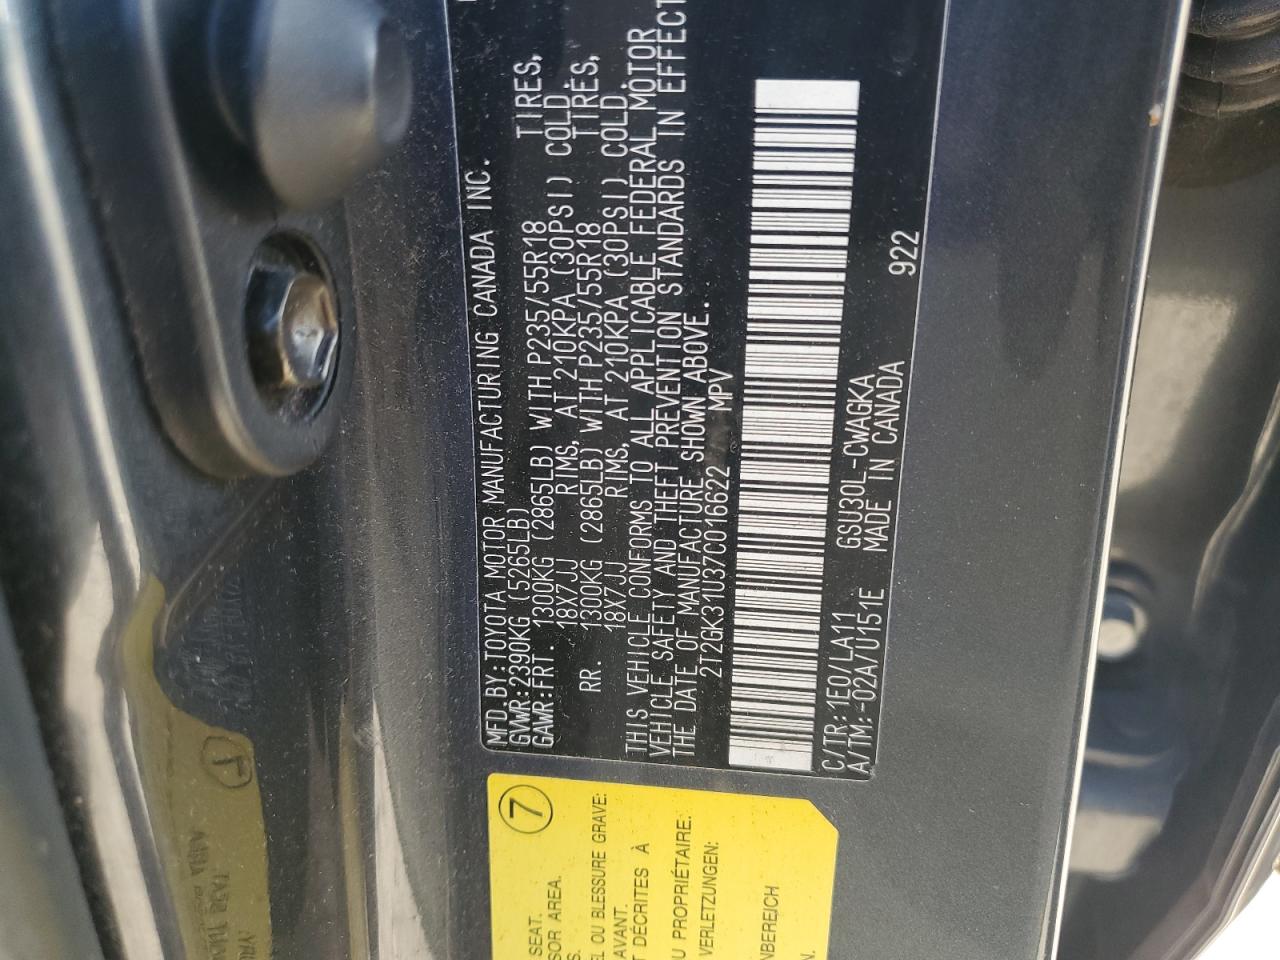 MFD.BY:TOYOTA MOTOR MANUFACTURING CANADA INC.
GVWR:2390KG (5265LB)
GAWR:FRT. 1300KG (2865LB) WITH P235/55R18 TIRES,
18X7JJ RIMS, AT 210KPA (30PSI) COLD
RR. 1300KG (2865LB) WITH P235/55R18 TIRES,
18X7JJ RIMS, AT 210KPA (30PSI) COLD
THIS VEHICLE CONFORMS TO ALL APPLICABLE FEDERAL MOTOR
VEHICLE SAFETY AND THEFT PREVENTION STANDARDS IN EFFECT
THE DATE OF MANUFACTURE SHOWN ABOVE.
2T2GK31U37C016622 MPV
C/TR:1E0/LA11 GSU30L-CWAGKA
A/TM:-02A/U151E MADE IN CANADA 922
7
SEAT.
SOR AREA.
S.
EL OU BLESSURE GRAVE:
AVANT.
T DÉCRITES À
U PROPRIÉTAIRE.
VERLETZUNGEN:
NBEREICH
N.